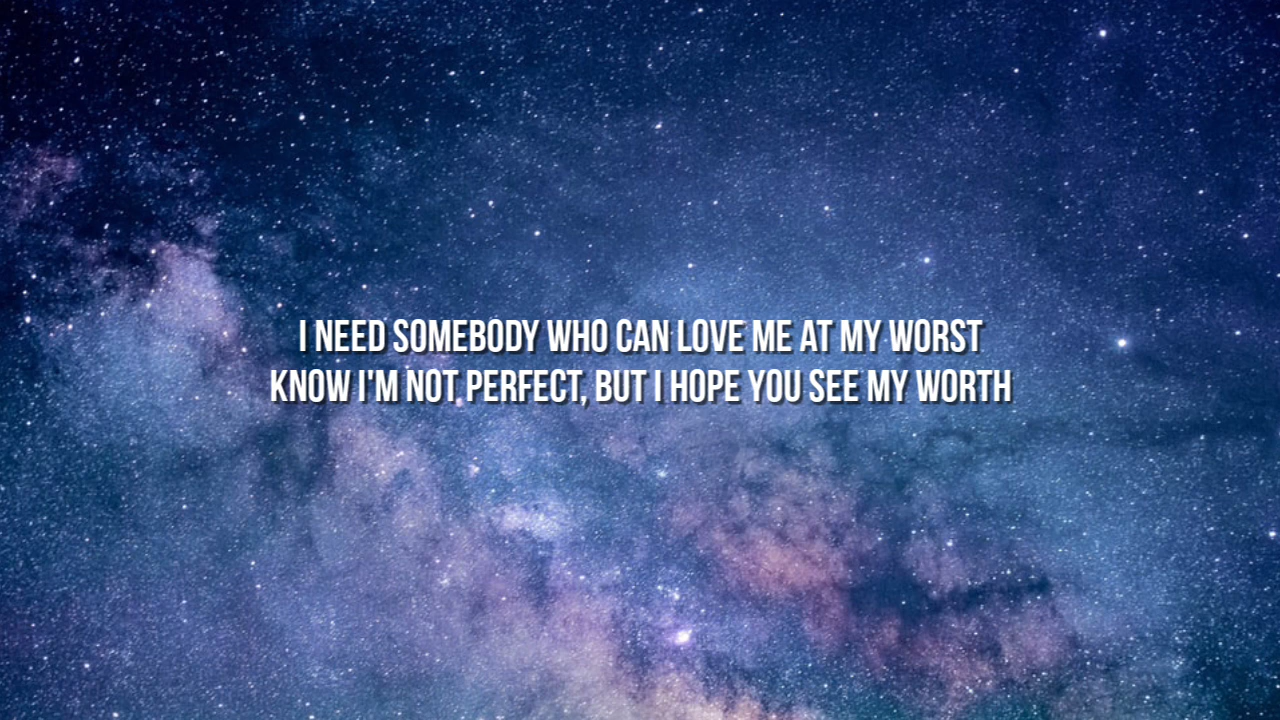 I NEED SOMEBODY WHO CAN LOVE ME AT MY WORST
KNOW I'M NOT PERFECT, BUT I HOPE YOU SEE MY WORTH